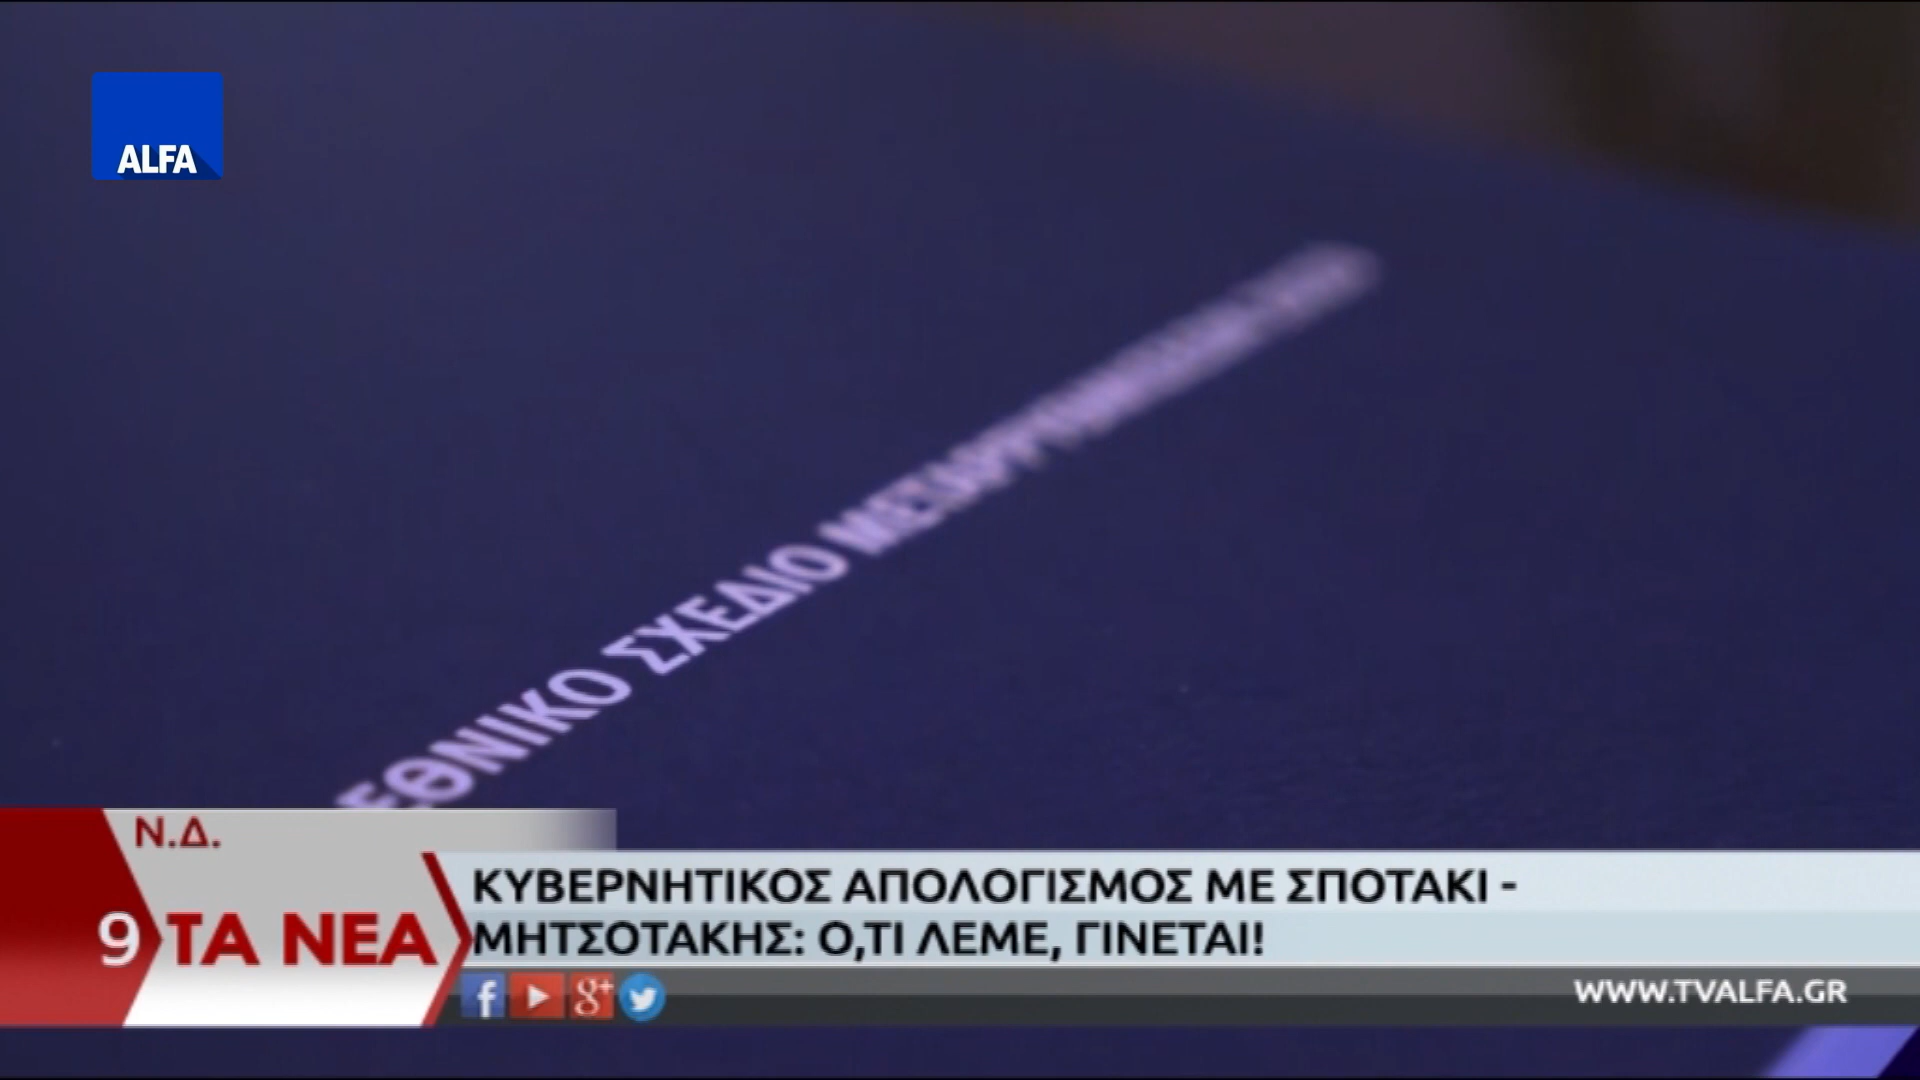 ALFA
ΕΘΝΙΚΟ ΣΧΕΔΙΟ
Ν.Δ.
9 ΤΑ ΝΕΑ
ΚΥΒΕΡΝΗΤΙΚΟΣ ΑΠΟΛΟΓΙΣΜΟΣ ΜΕ ΣΠΟΤΑΚΙ -
ΜΗΤΣΟΤΑΚΗΣ: Ο,ΤΙ ΛΕΜΕ, ΓΙΝΕΤΑΙ!
f g+
WWW.TVALFA.GR